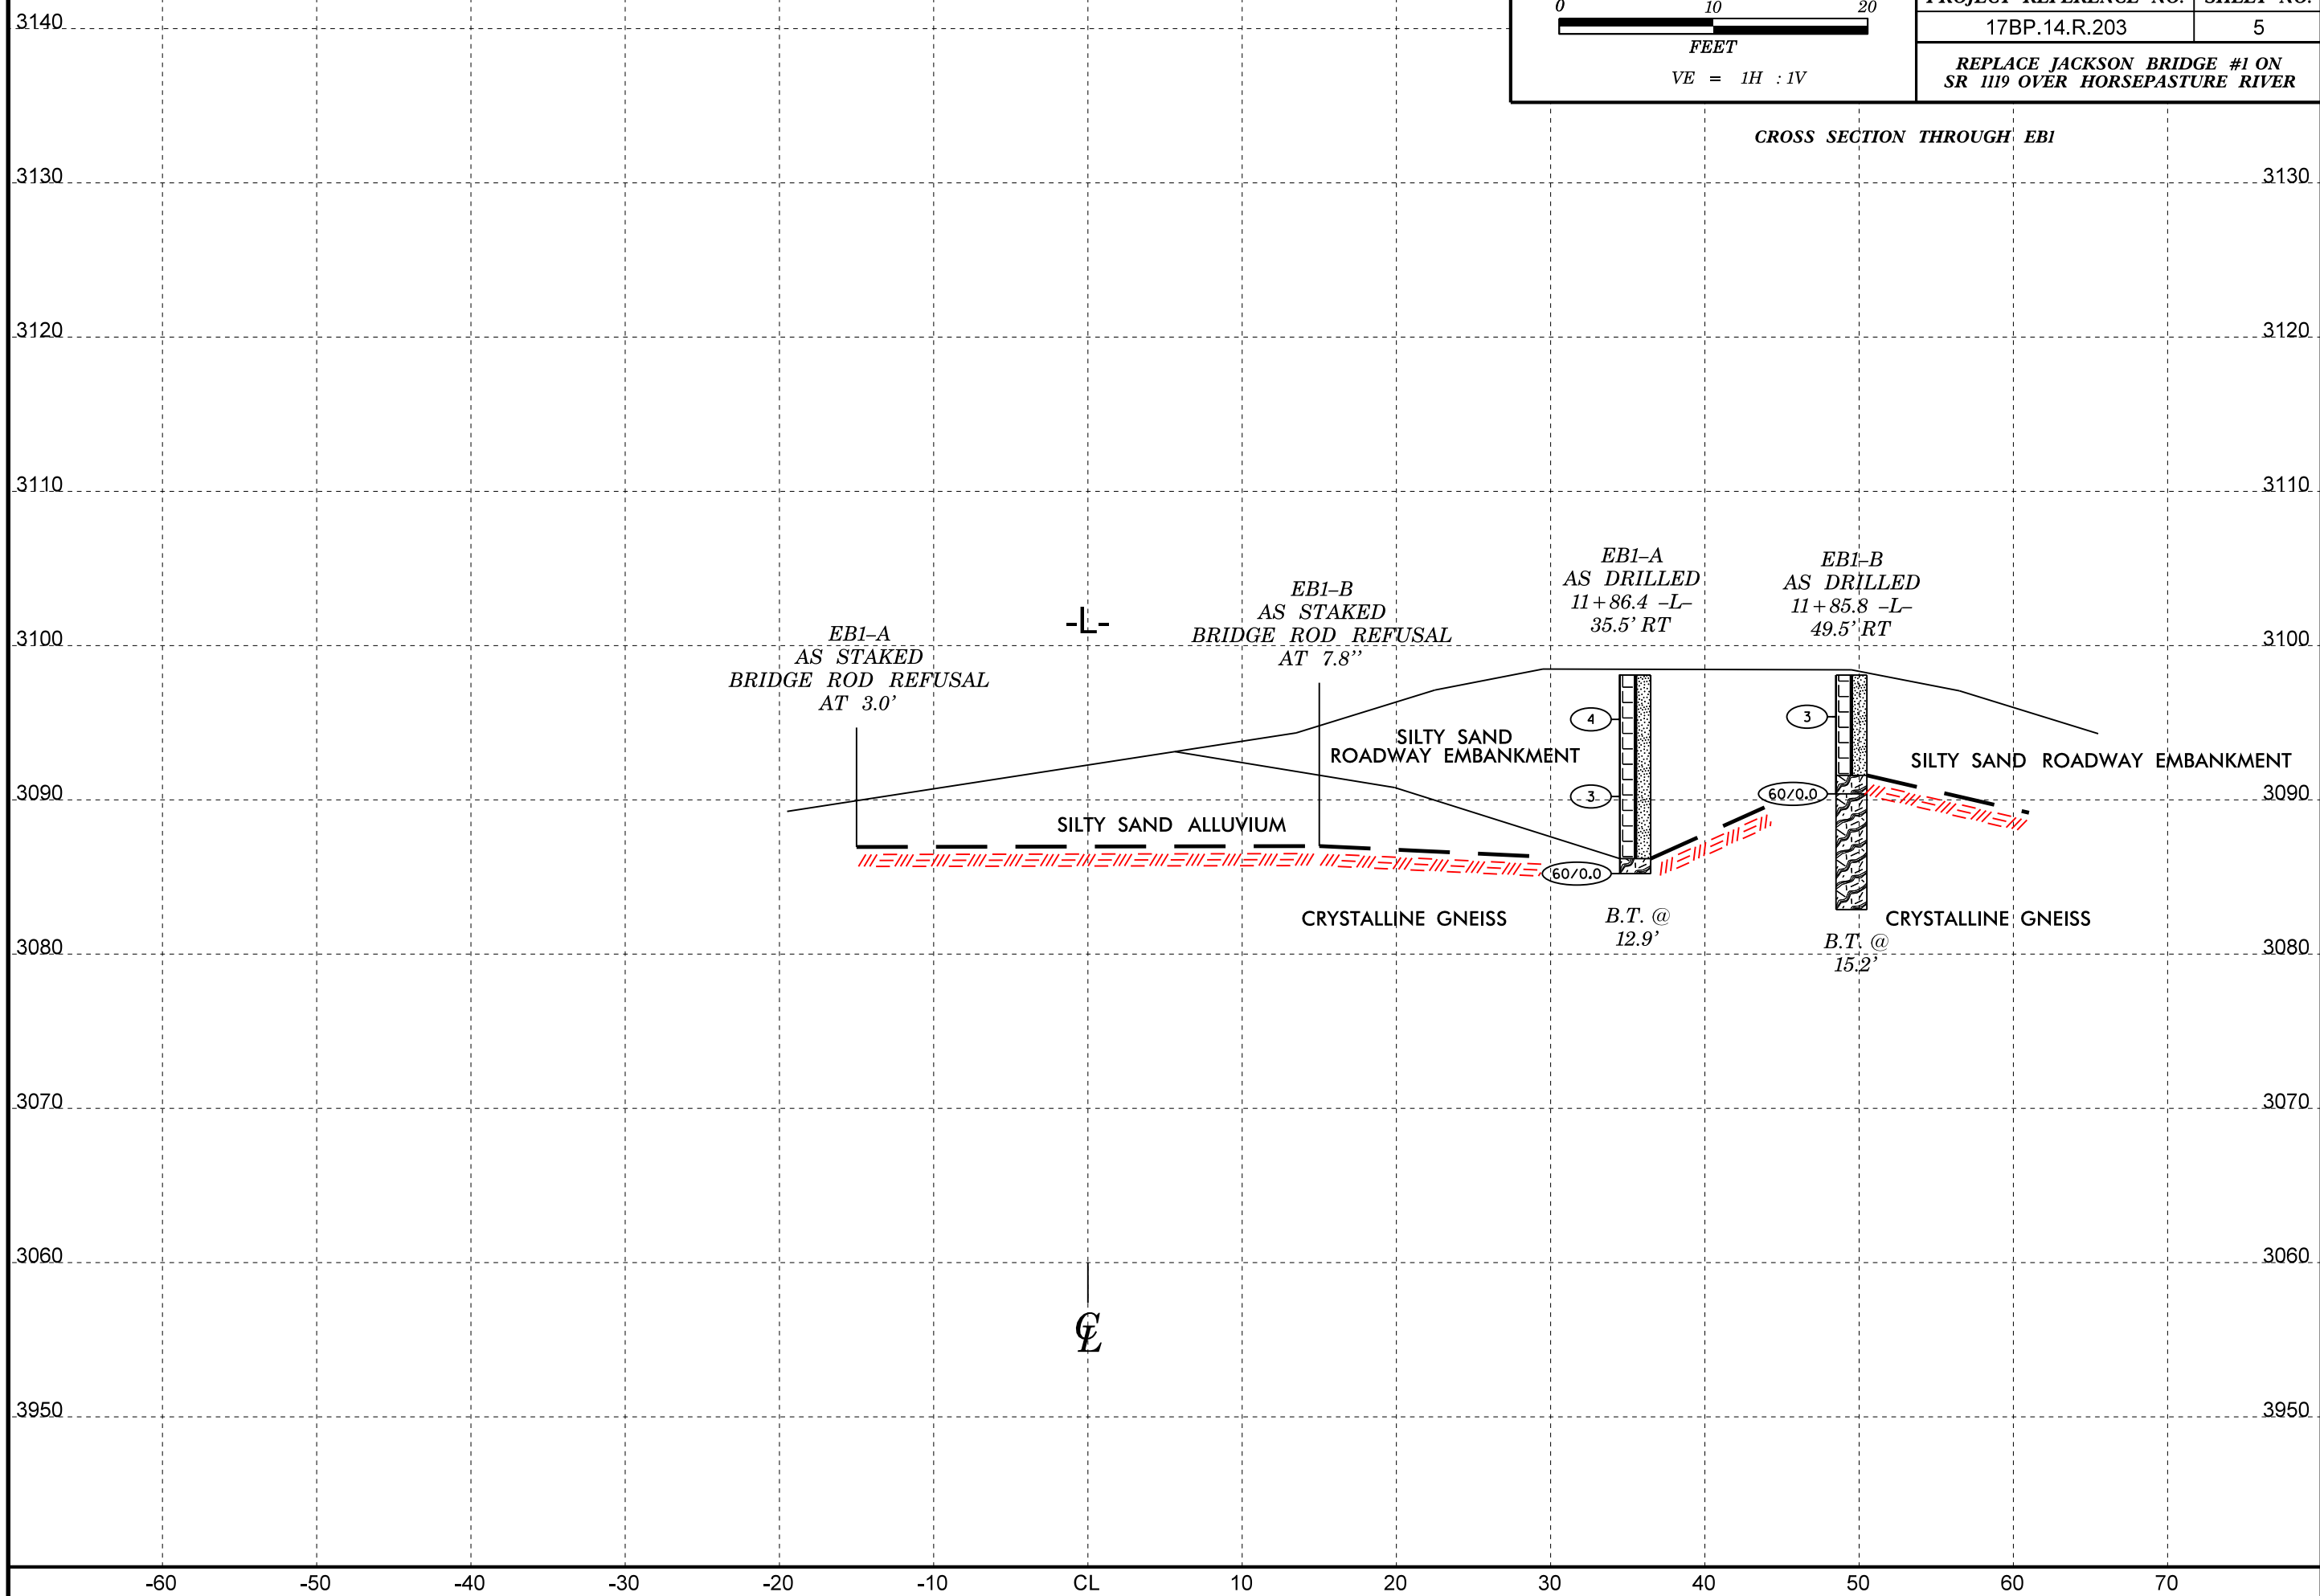 0 10 20
FEET
VE = 1H : 1V
PROJECT REFERENCE NO. SHEET NO.
17BP.14.R.203 5
REPLACE JACKSON BRIDGE #1 ON
SR 1119 OVER HORSEPASTURE RIVER
CROSS SECTION THROUGH EB1
3140
3130 3130
3120 3120
3110 3110
3100 3100
3090 3090
3080 3080
3070 3070
3060 3060
3950 3950
EB1-A
AS STAKED
BRIDGE ROD REFUSAL
AT 3.0'
-L-
EB1-B
AS STAKED
BRIDGE ROD REFUSAL
AT 7.8''
EB1-A
AS DRILLED
11+86.4 -L-
35.5' RT
EB1-B
AS DRILLED
11+85.8 -L-
49.5' RT
4
3
3
60/0.0
60/0.0
SILTY SAND
ROADWAY EMBANKMENT
SILTY SAND ROADWAY EMBANKMENT
SILTY SAND ALLUVIUM
CRYSTALLINE GNEISS
B.T. @
12.9'
CRYSTALLINE GNEISS
B.T. @
15.2'
CL
-60 -50 -40 -30 -20 -10 CL 10 20 30 40 50 60 70